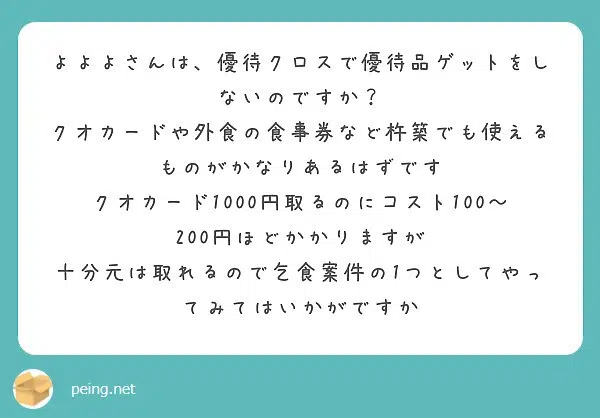 よよよさんは、優待クロスで優待品ゲットをし
ないのですか？
クオカードや外食の食事券など杵築でも使える
ものがかなりあるはずです
クオカード1000円取るのにコスト100〜
200円ほどかかりますが
十分元は取れるので乞食案件の1つとしてやっ
てみてはいかがですか
peing.net